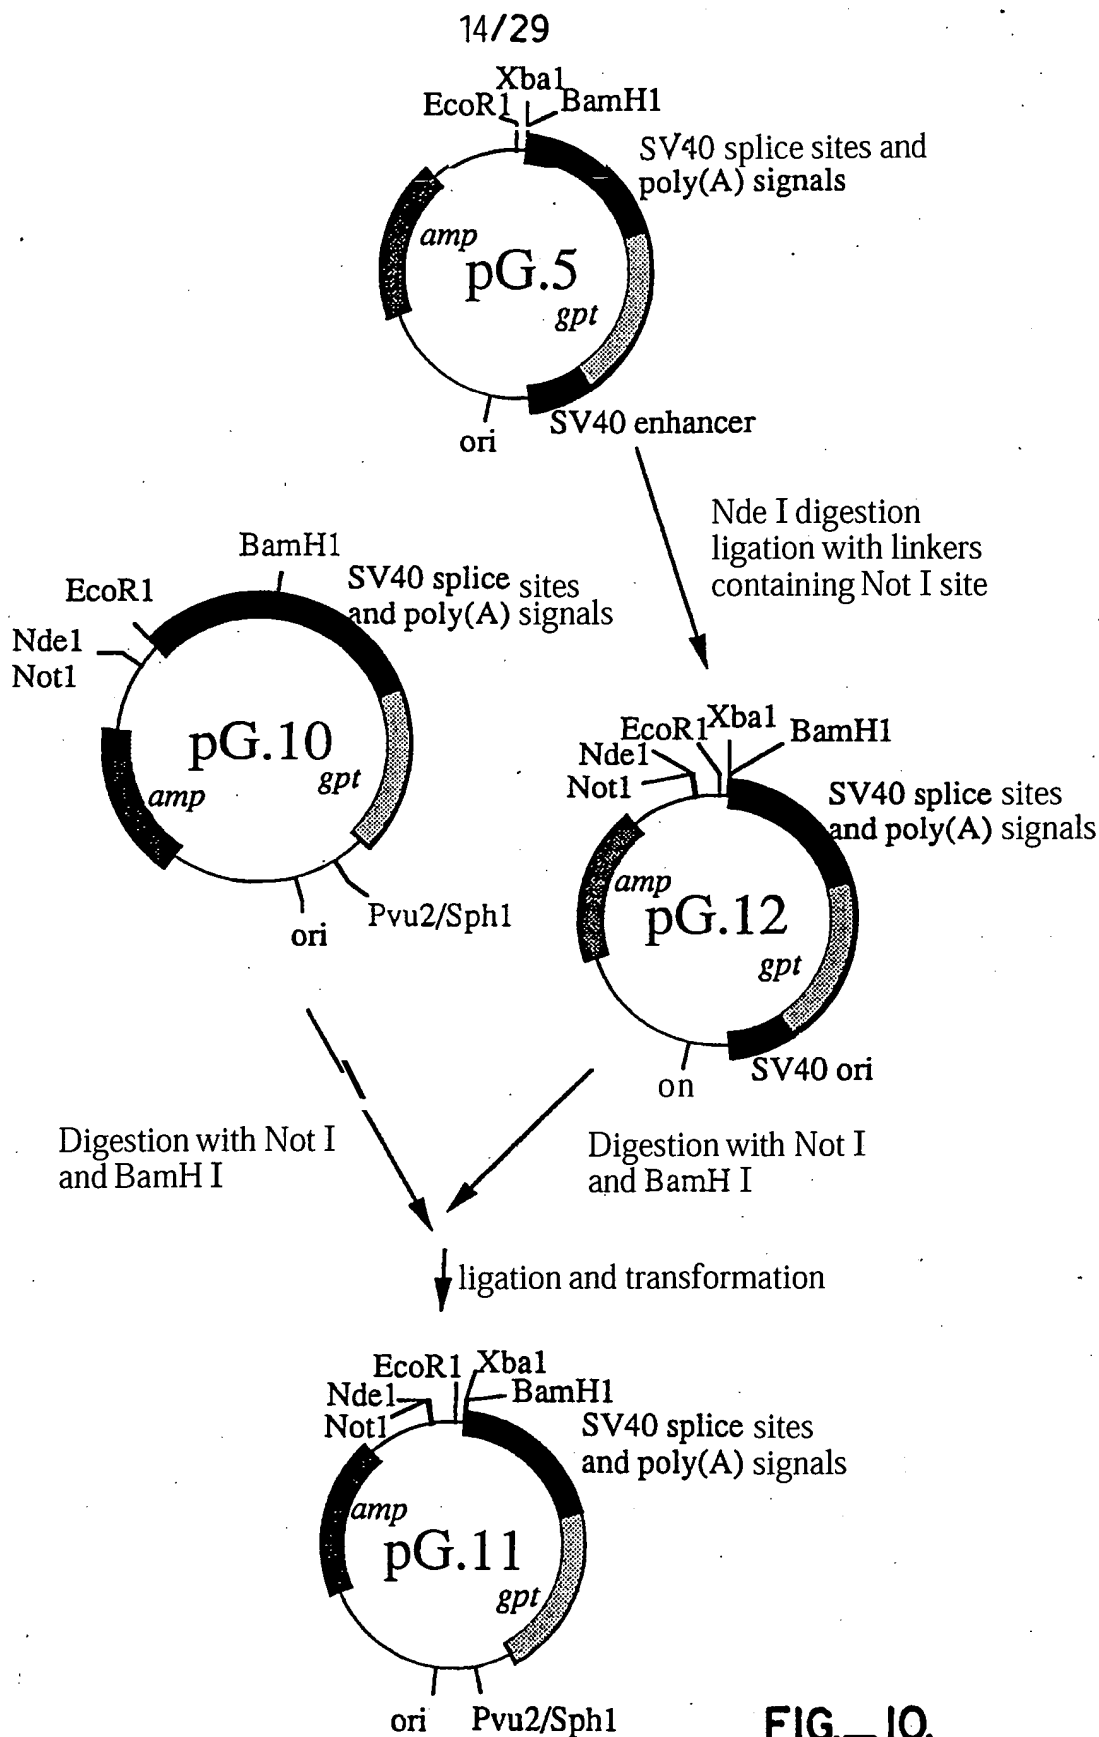 14/29
Xba1
EcoR1
BamH1
SV40 splice sites and
poly(A) signals
amp
pG.5
gpt
SV40 enhancer
ori
Nde I digestion
ligation with linkers
containing Not I site
BamH1
EcoR1
SV40 splice sites
and poly(A) signals
Nde1
Not1
pG.10
gpt
amp
Pvu2/Sph1
ori
EcoR1
Xba1
BamH1
Nde1
Not1
SV40 splice sites
and poly(A) signals
amp
pG.12
gpt
SV40 ori
on
Digestion with Not I
and BamH I
Digestion with Not I
and BamH I
ligation and transformation
EcoR1
Xba1
Nde1
BamH1
Not1
SV40 splice sites
and poly(A) signals
amp
pG.11
gpt
ori
Pvu2/Sph1
FIG._10.